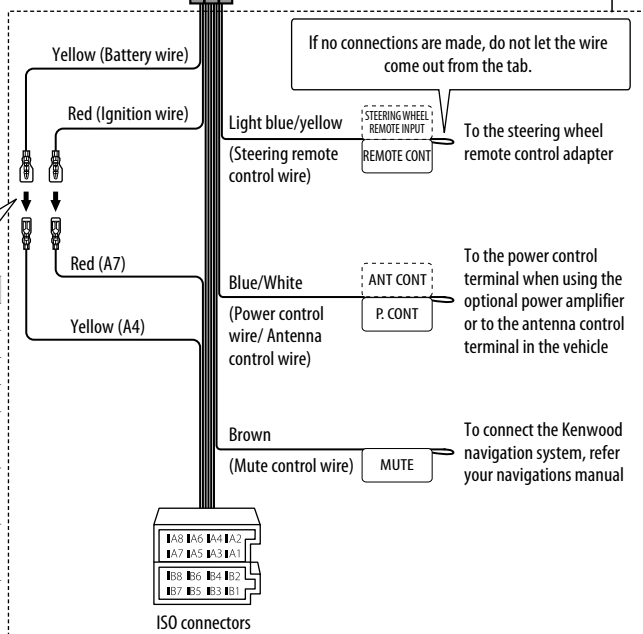 If no connections are made, do not let the wire
come out from the tab.
Yellow (Battery wire)
Red (Ignition wire)
Light blue/yellow
(Steering remote
control wire)
STEERING WHEEL
REMOTE INPUT
REMOTE CONT
To the steering wheel
remote control adapter
Red (A7)
Yellow (A4)
Blue/White
(Power control
wire/ Antenna
control wire)
ANT CONT
P. CONT
To the power control
terminal when using the
optional power amplifier
or to the antenna control
terminal in the vehicle
Brown
(Mute control wire)
MUTE
To connect the Kenwood
navigation system, refer
your navigations manual
A8 A6 A4 A2
A7 A5 A3 A1
B8 B6 B4 B2
B7 B5 B3 B1
ISO connectors